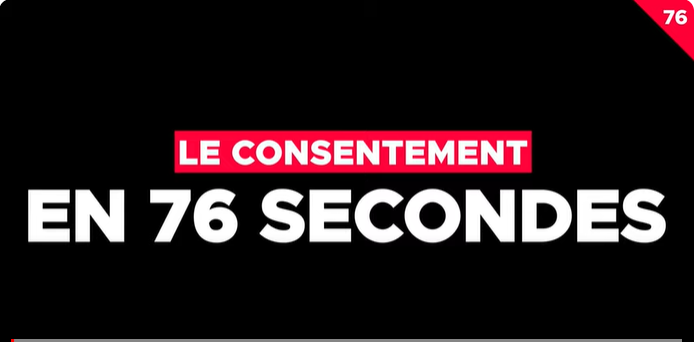 76
LE CONSENTEMENT
EN 76 SECONDES